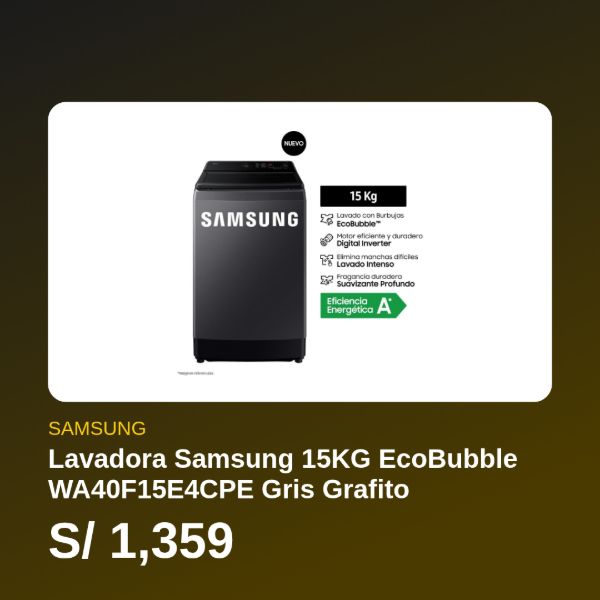 NUEVO
SAMSUNG
15 Kg
Lavado con Burbujas
EcoBubble™
Motor eficiente y duradero
Digital Inverter
Elimina manchas difíciles
Lavado Intenso
Fragancia duradera
Suavizante Profundo
Eficiencia
Energética A*
SAMSUNG
Lavadora Samsung 15KG EcoBubble
WA40F15E4CPE Gris Grafito
S/ 1,359